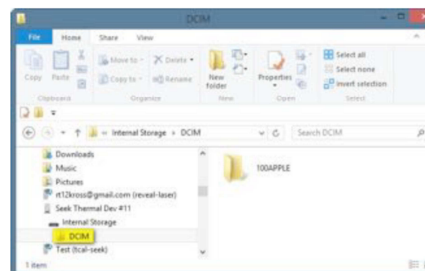 DCIM
File Home Share View
Copy Paste Move to Delete New folder Properties Select all
Copy to Rename Select none
Invert selection
Clipboard Organize New Open Select
Internal Storage DCIM Search DCIM
Downloads
Music
Pictures
rt12kross@gmail.com (reveal-laser)
Seek Thermal Dev #11
Internal Storage
DCIM
Test (tcal-seek)
100APPLE
1 item